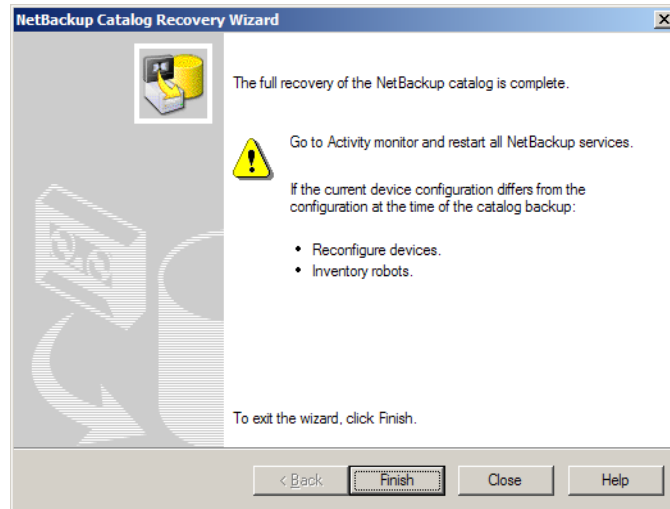 NetBackup Catalog Recovery Wizard
The full recovery of the NetBackup catalog is complete.
Go to Activity monitor and restart all NetBackup services.
If the current device configuration differs from the
configuration at the time of the catalog backup:
• Reconfigure devices.
• Inventory robots.
To exit the wizard, click Finish.
< Back Finish Close Help